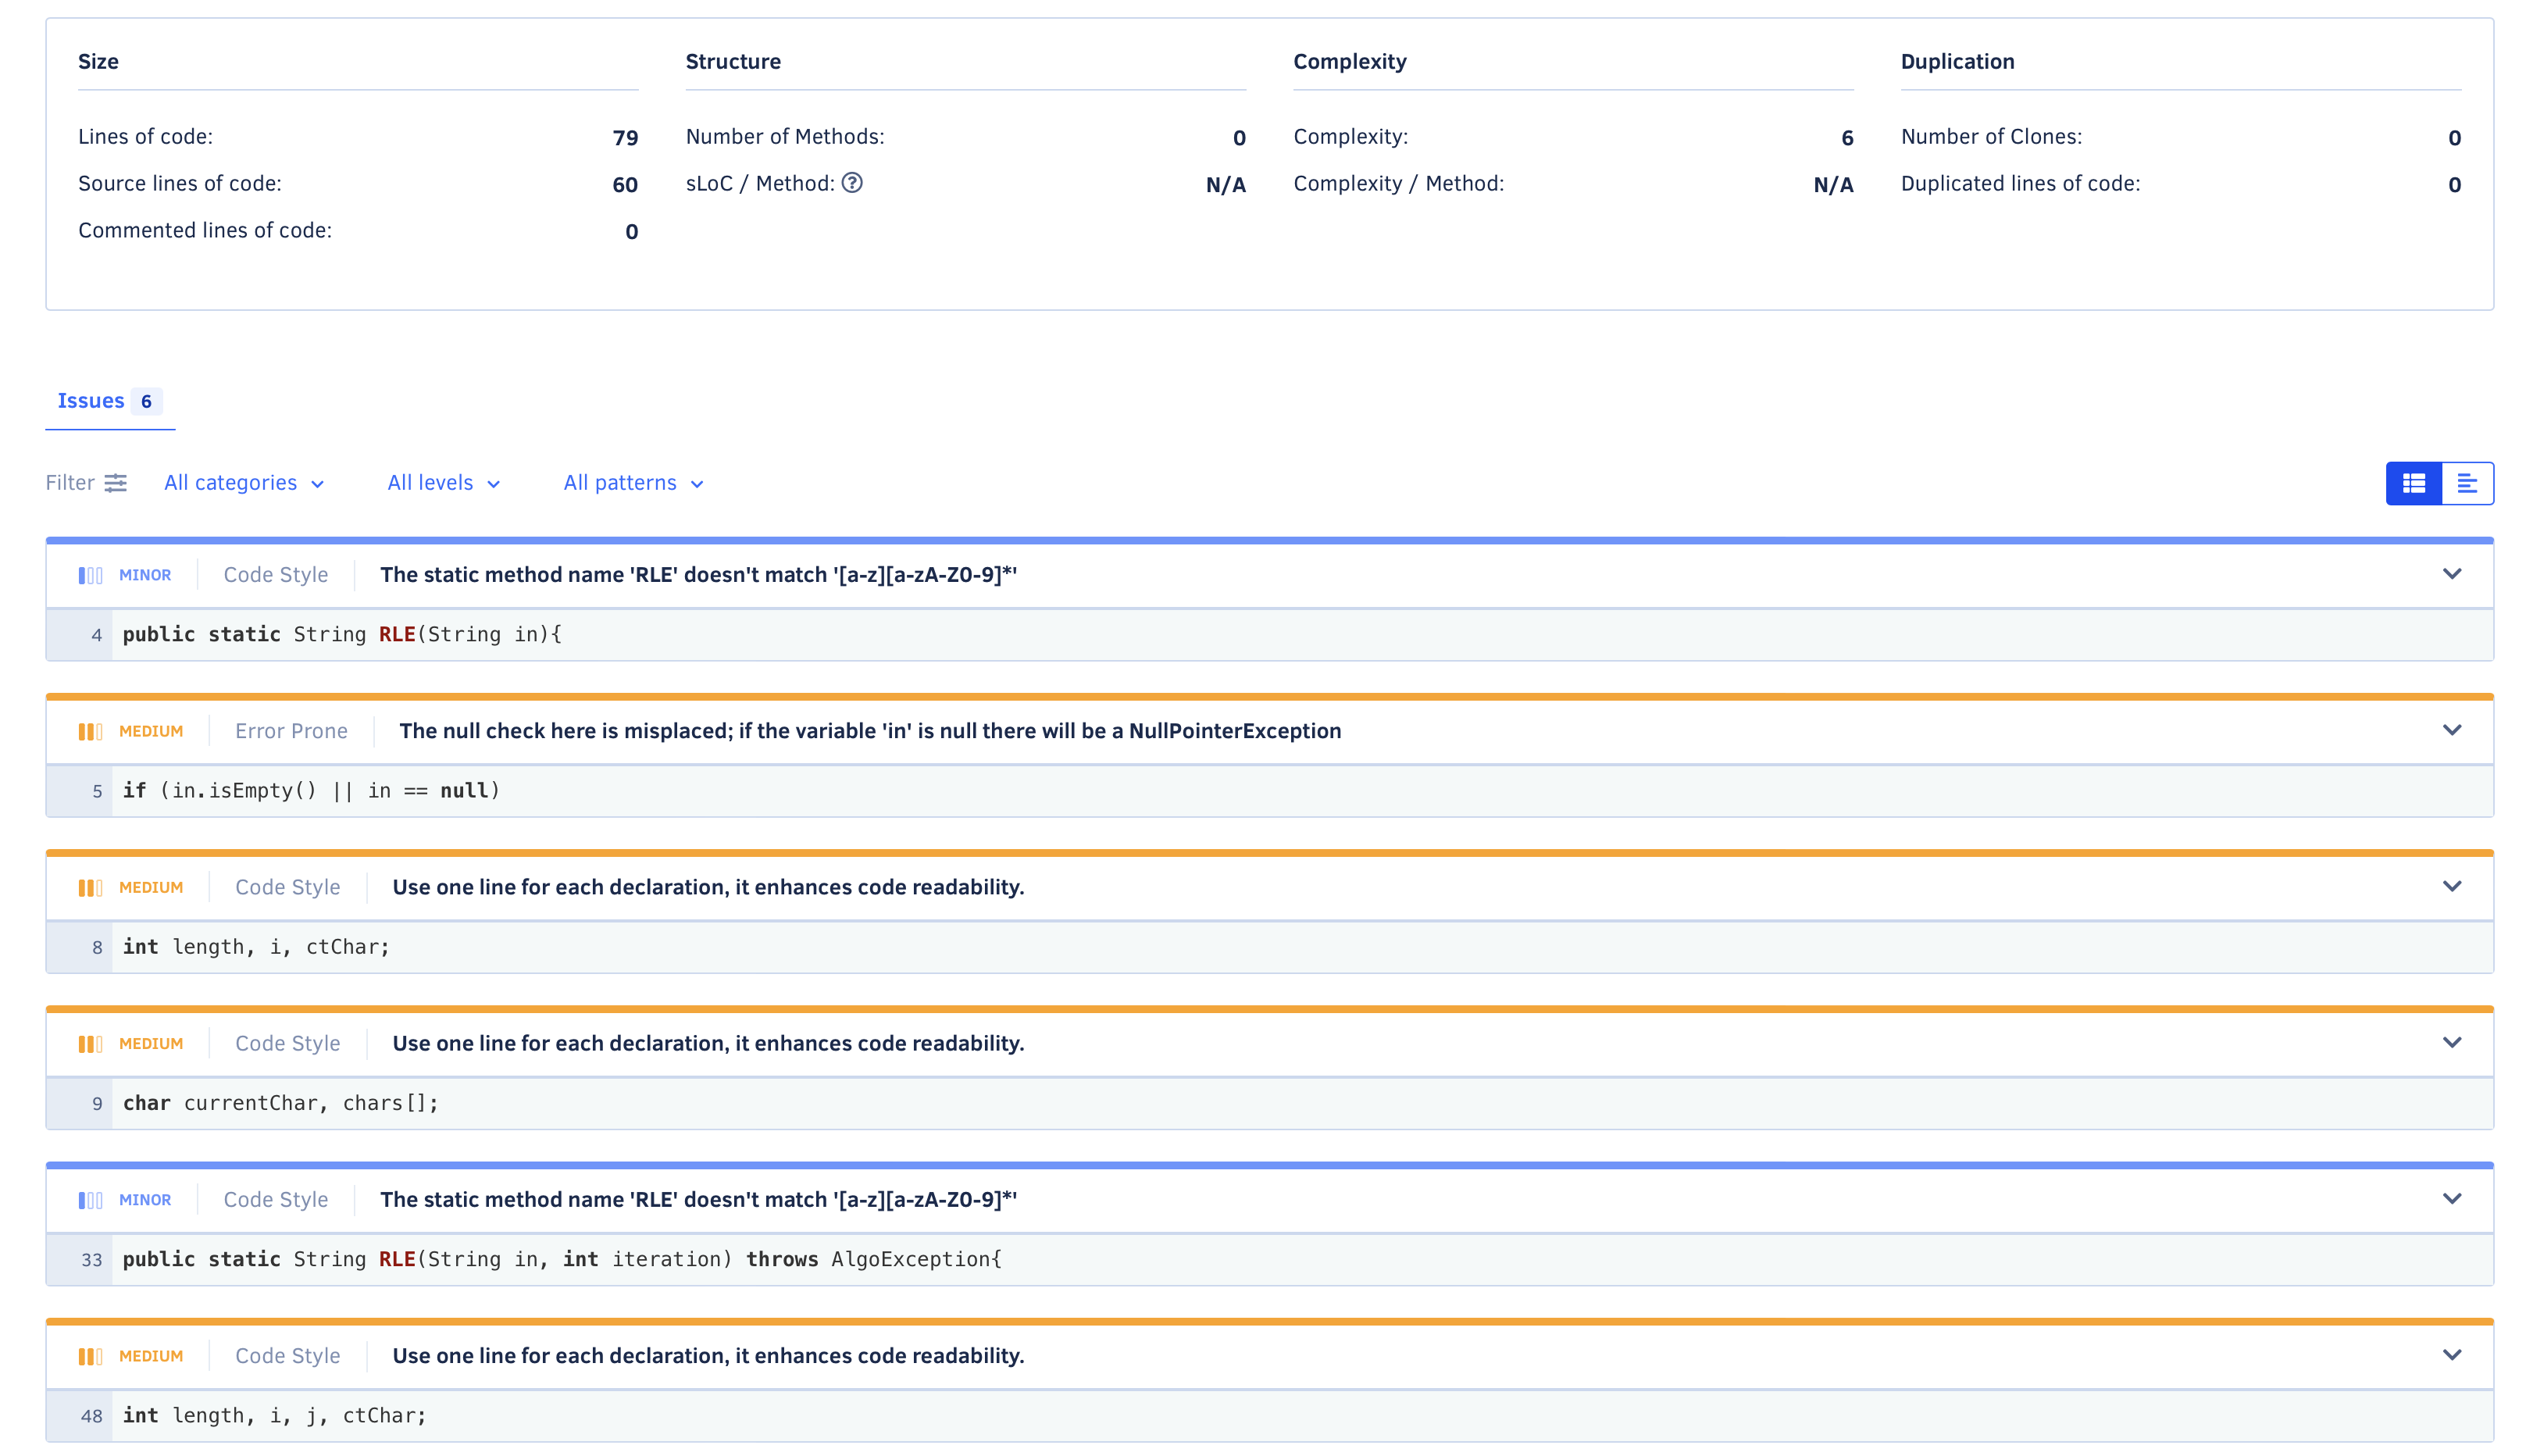 Size
Structure
Complexity
Duplication
Lines of code: 79
Number of Methods: 0
Complexity: 6
Number of Clones: 0
Source lines of code: 60
sLoC / Method: ? N/A
Complexity / Method: N/A
Duplicated lines of code: 0
Commented lines of code: 0
Issues 6
Filter All categories All levels All patterns
MINOR Code Style The static method name 'RLE' doesn't match '[a-z][a-zA-Z0-9]*'
4 public static String RLE(String in){
MEDIUM Error Prone The null check here is misplaced; if the variable 'in' is null there will be a NullPointerException
5 if (in.isEmpty() || in == null)
MEDIUM Code Style Use one line for each declaration, it enhances code readability.
8 int length, i, ctChar;
MEDIUM Code Style Use one line for each declaration, it enhances code readability.
9 char currentChar, chars[];
MINOR Code Style The static method name 'RLE' doesn't match '[a-z][a-zA-Z0-9]*'
33 public static String RLE(String in, int iteration) throws AlgoException{
MEDIUM Code Style Use one line for each declaration, it enhances code readability.
48 int length, i, j, ctChar;